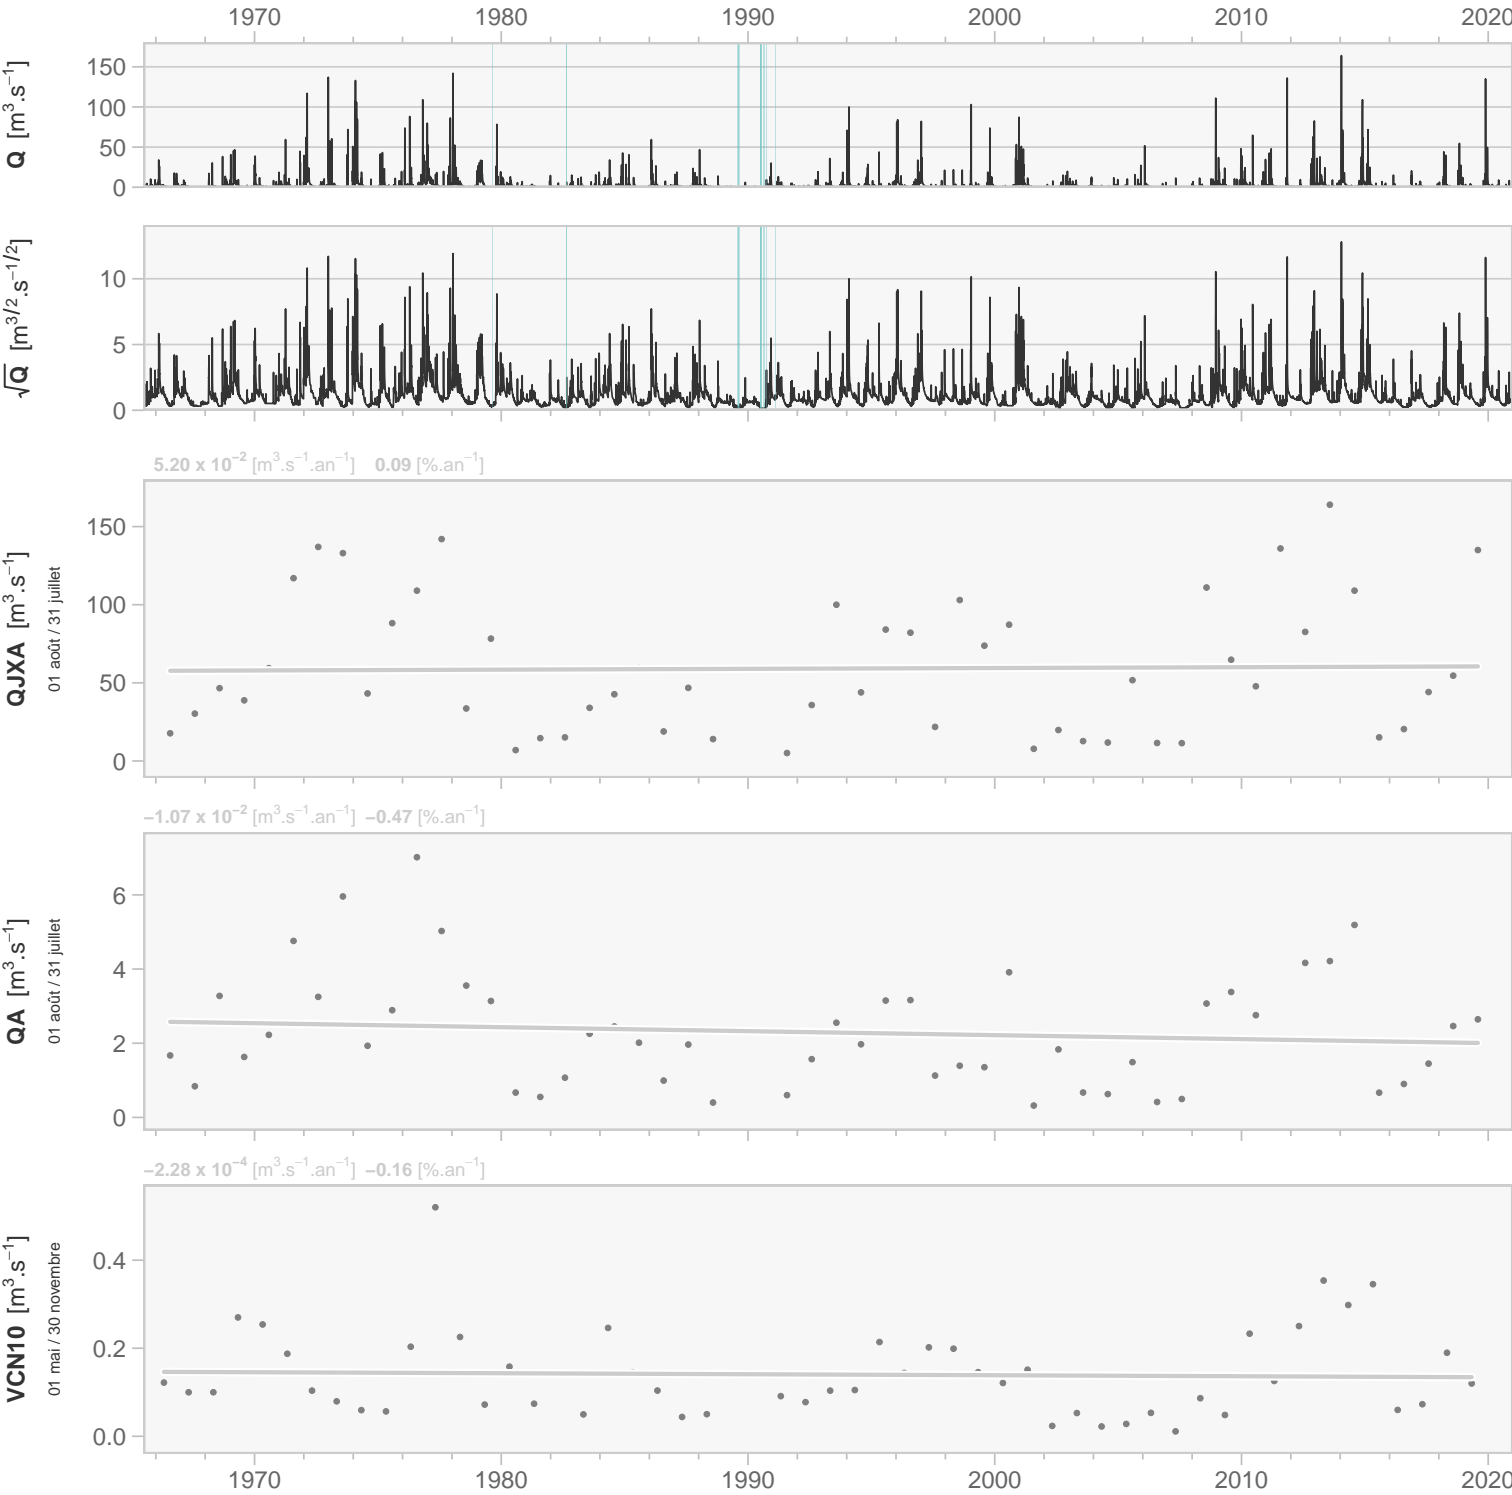 1970 1980 1990 2000 2010 2020
Q [m³.s⁻¹]
150
100
50
0
√Q [m³ᐟ².s⁻¹ᐟ²]
10
5
0
5.20 x 10⁻² [m³.s⁻¹.an⁻¹] 0.09 [%.an⁻¹]
QJXA [m³.s⁻¹]
01 août / 31 juillet
150
100
50
0
−1.07 x 10⁻² [m³.s⁻¹.an⁻¹] −0.47 [%.an⁻¹]
QA [m³.s⁻¹]
01 août / 31 juillet
6
4
2
0
−2.28 x 10⁻⁴ [m³.s⁻¹.an⁻¹] −0.16 [%.an⁻¹]
VCN10 [m³.s⁻¹]
01 mai / 30 novembre
0.4
0.2
0.0
1970 1980 1990 2000 2010 2020